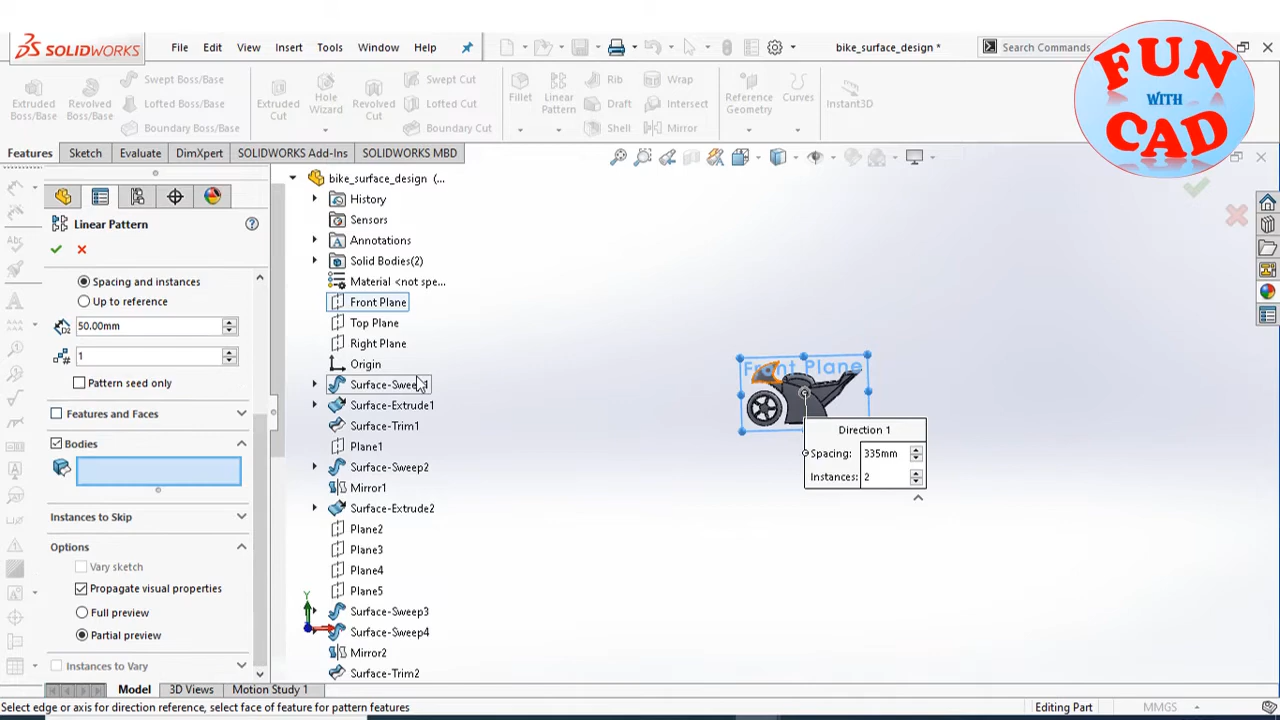 SOLIDWORKS File Edit View Insert Tools Window Help bike_surface_design * Search Commands
FUN
WITH
CAD
Extruded Boss/Base
Revolved Boss/Base
Swept Boss/Base
Lofted Boss/Base
Boundary Boss/Base
Extruded Cut
Hole Wizard
Revolved Cut
Swept Cut
Lofted Cut
Boundary Cut
Fillet
Linear Pattern
Rib
Draft
Shell
Wrap
Intersect
Mirror
Reference Geometry
Curves
Instant3D
Features Sketch Evaluate DimXpert SOLIDWORKS Add-Ins SOLIDWORKS MBD
Linear Pattern
Spacing and instances
Up to reference
50.00mm
1
Pattern seed only
Features and Faces
Bodies
Instances to Skip
Options
Vary sketch
Propagate visual properties
Full preview
Partial preview
Instances to Vary
bike_surface_design (...
History
Sensors
Annotations
Solid Bodies(2)
Material <not spe...
Front Plane
Top Plane
Right Plane
Origin
Surface-Sweep1
Surface-Extrude1
Surface-Trim1
Plane1
Surface-Sweep2
Mirror1
Surface-Extrude2
Plane2
Plane3
Plane4
Plane5
Surface-Sweep3
Surface-Sweep4
Mirror2
Surface-Trim2
Y
Front Plane
Direction 1
Spacing: 335mm
Instances: 2
Model 3D Views Motion Study 1
Select edge or axis for direction reference, select face of feature for pattern features Editing Part MMGS